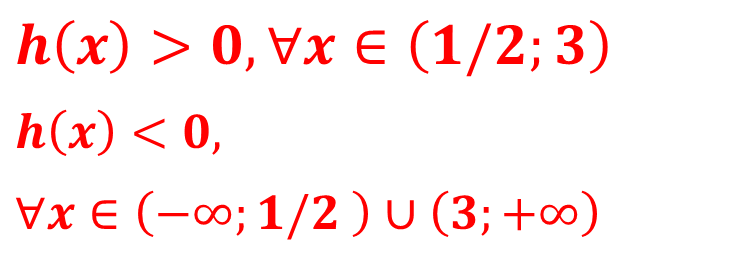 h(x) > 0, ∀x ∈ (1/2; 3)
h(x) < 0,
∀x ∈ (−∞; 1/2 ) ∪ (3; +∞)